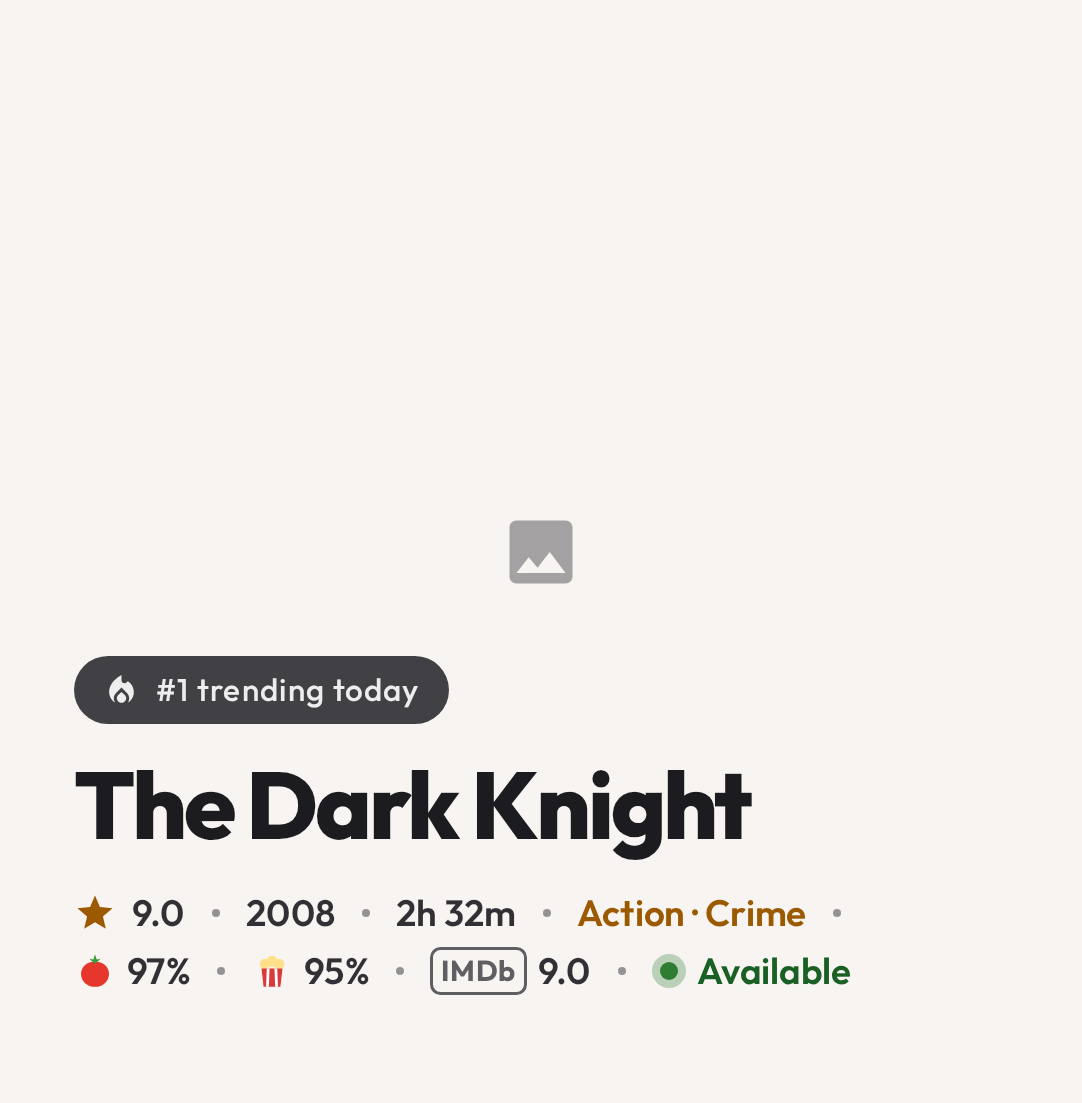 #1 trending today
The Dark Knight
9.0 • 2008 • 2h 32m • Action · Crime •
97% • 95% • IMDb 9.0 • Available